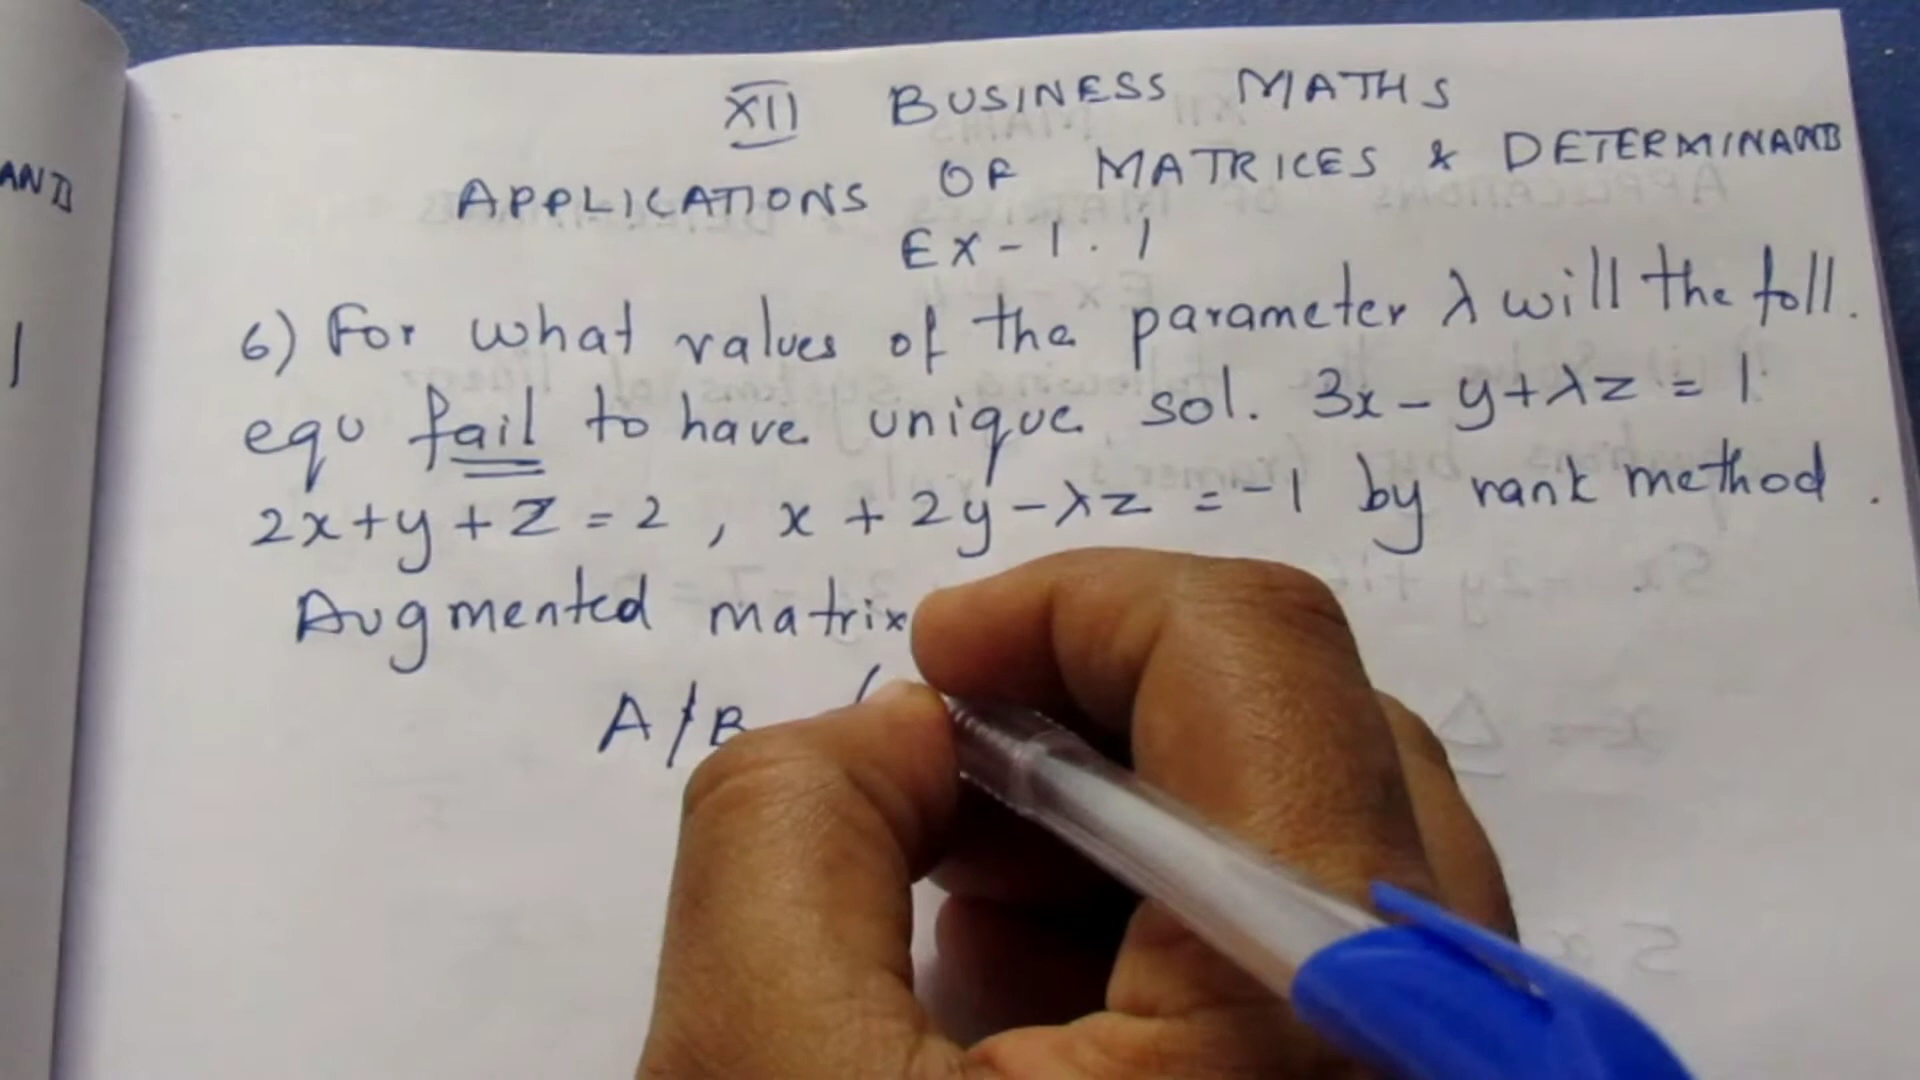 XII BUSINESS MATHS
APPLICATIONS OF MATRICES & DETERMINANTS
Ex-1.1
6) For what values of the parameter λ will the foll.
equ fail to have unique sol. 3x - y + λz = 1
2x + y + z = 2, x + 2y - λz = -1 by rank method.
Augmented matrix
A/B (